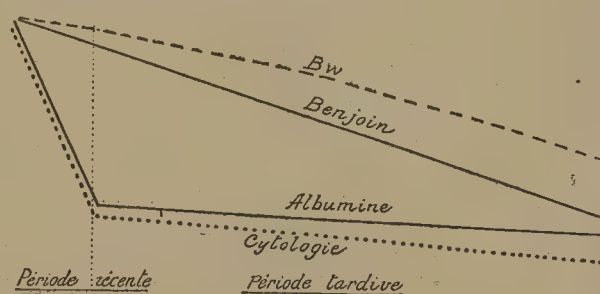 Bw
Benjoin
Albumine
Cytologie
Période récente
Période tardive